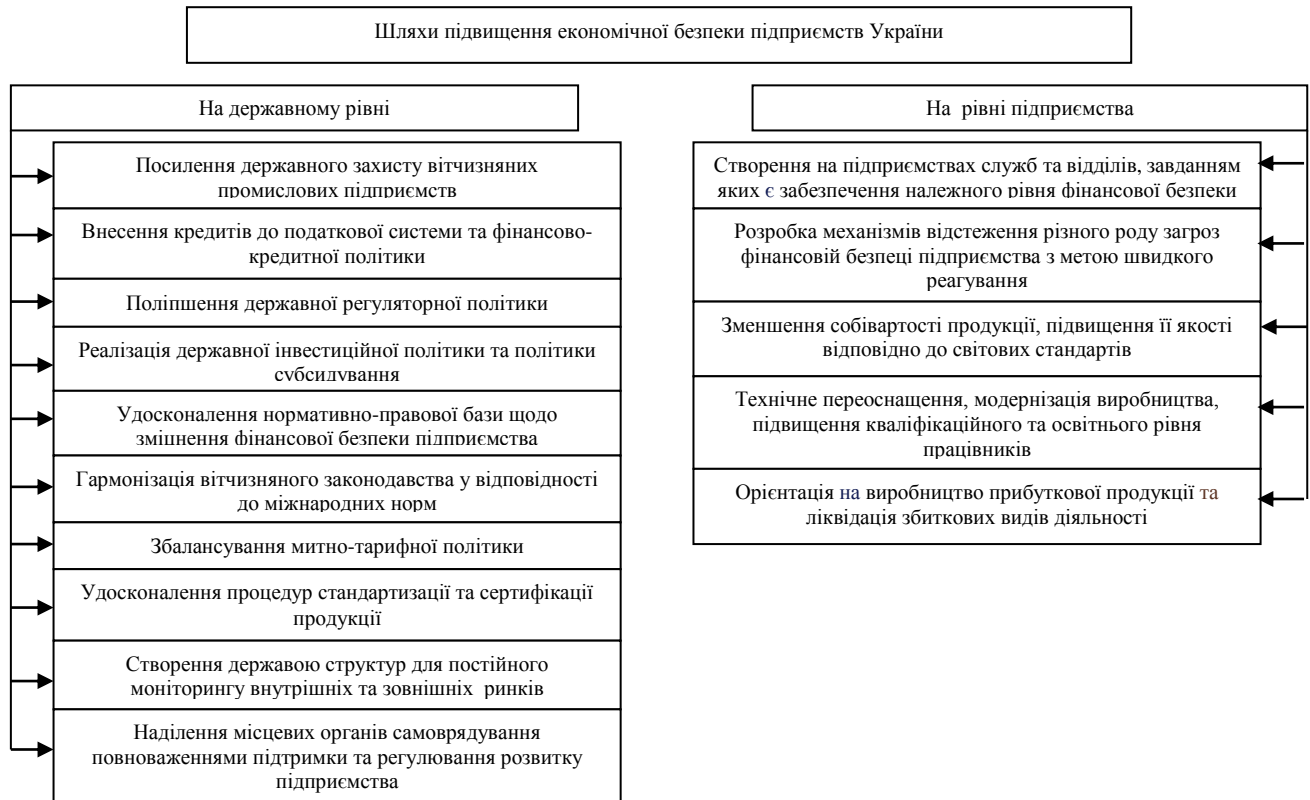 Шляхи підвищення економічної безпеки підприємств України
На державному рівні
Посилення державного захисту вітчизняних
промислових підприємств
Внесення кредитів до податкової системи та фінансово-
кредитної політики
Поліпшення державної регуляторної політики
Реалізація державної інвестиційної політики та політики
субсидування
Удосконалення нормативно-правової бази щодо
зміцнення фінансової безпеки підприємства
Гармонізація вітчизняного законодавства у відповідності
до міжнародних норм
Збалансування митно-тарифної політики
Удосконалення процедур стандартизації та сертифікації
продукції
Створення державою структур для постійного
моніторингу внутрішніх та зовнішніх ринків
Наділення місцевих органів самоврядування
повноваженнями підтримки та регулювання розвитку
підприємства
На рівні підприємства
Створення на підприємствах служб та відділів, завданням
яких є забезпечення належного рівня фінансової безпеки
Розробка механізмів відстеження різного роду загроз
фінансовій безпеці підприємства з метою швидкого
реагування
Зменшення собівартості продукції, підвищення її якості
відповідно до світових стандартів
Технічне переоснащення, модернізація виробництва,
підвищення кваліфікаційного та освітнього рівня
працівників
Орієнтація на виробництво прибуткової продукції та
ліквідація збиткових видів діяльності